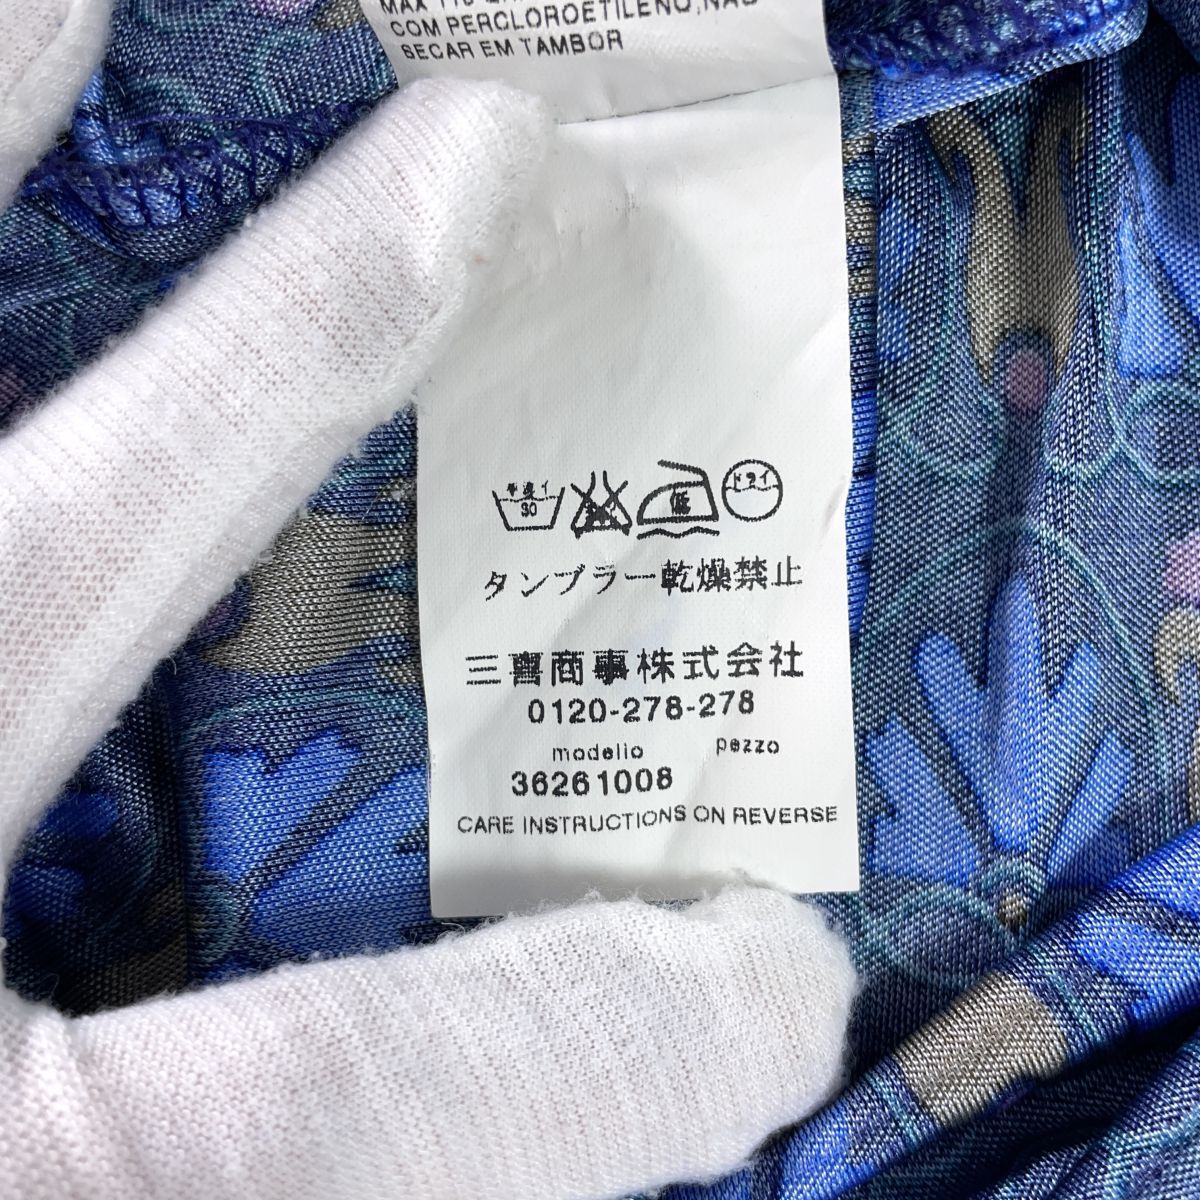 COM PERCLOROETILENO, NÃO
SECAR EM TAMBOR
手洗イ
30
低
ドライ
タンブラー乾燥禁止
三喜商事株式会社
0120-278-278
modello pezzo
36261008
CARE INSTRUCTIONS ON REVERSE